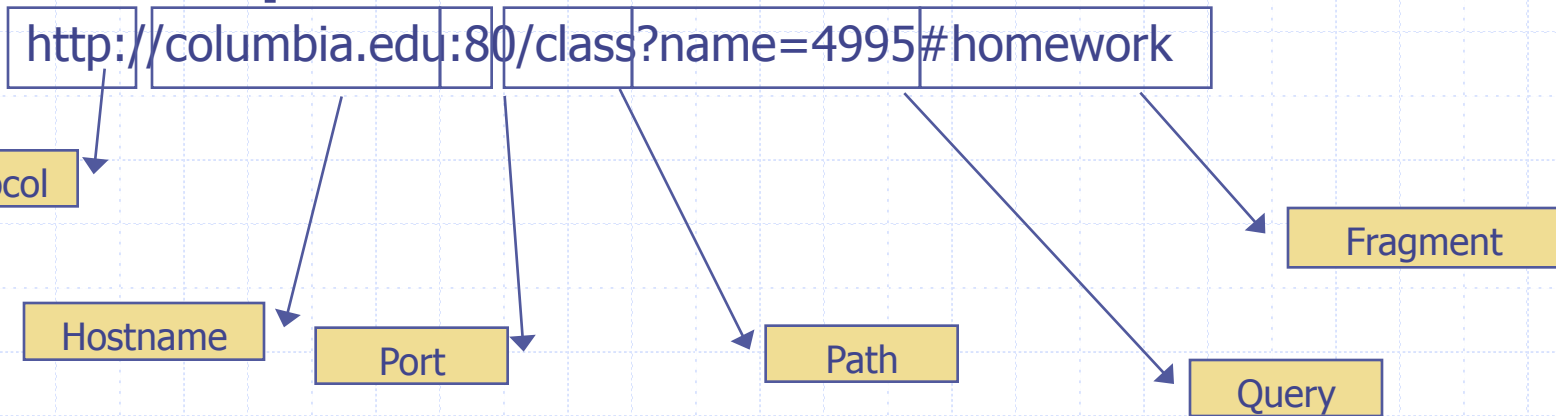 http://columbia.edu:80/class?name=4995#homework
ocol
Fragment
Hostname
Port
Path
Query